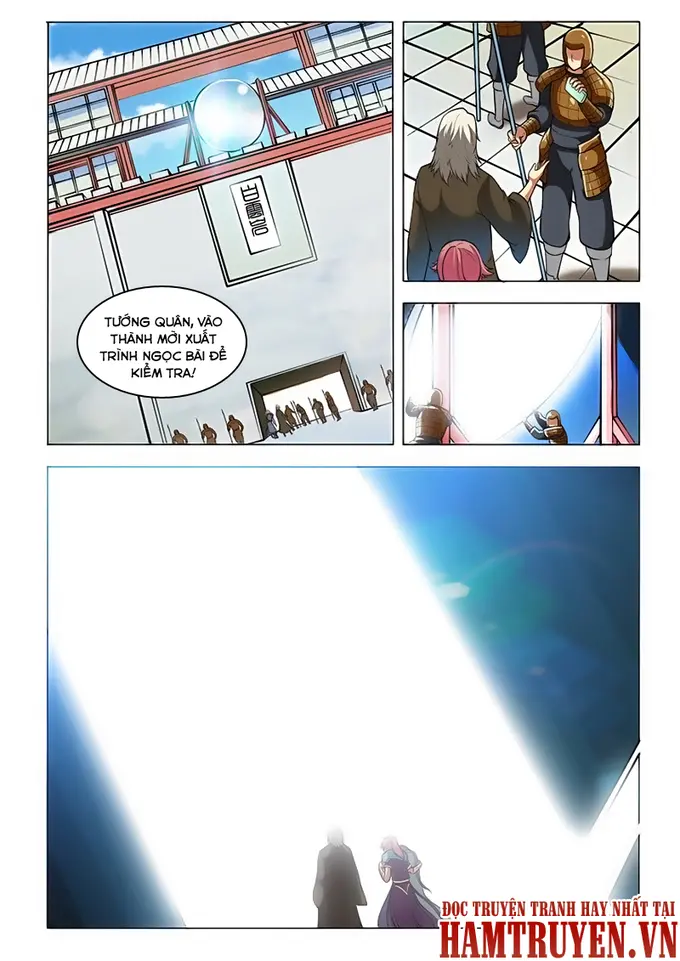 TƯỚNG QUÂN, VÀO
THÀNH MỜI XUẤT
TRÌNH NGỌC BÀI ĐỂ
KIỂM TRA!
ĐỌC TRUYỆN TRANH HAY NHẤT TẠI
HAMTRUYEN.VN